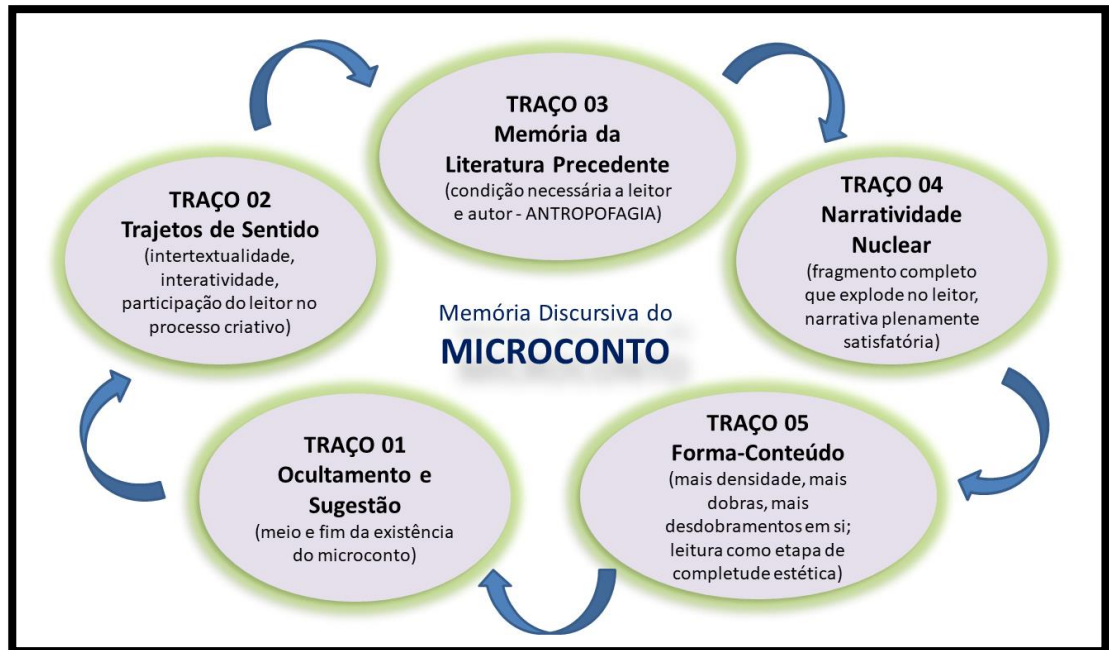 TRAÇO 03
Memória da
Literatura Precedente
(condição necessária a leitor
e autor - ANTROPOFAGIA)
TRAÇO 02
Trajetos de Sentido
(intertextualidade,
interatividade,
participação do leitor no
processo criativo)
TRAÇO 04
Narratividade
Nuclear
(fragmento completo
que explode no leitor,
narrativa plenamente
satisfatória)
Memória Discursiva do
MICROCONTO
TRAÇO 01
Ocultamento e
Sugestão
(meio e fim da existência
do microconto)
TRAÇO 05
Forma-Conteúdo
(mais densidade, mais
dobras, mais
desdobramentos em si;
leitura como etapa de
completude estética)